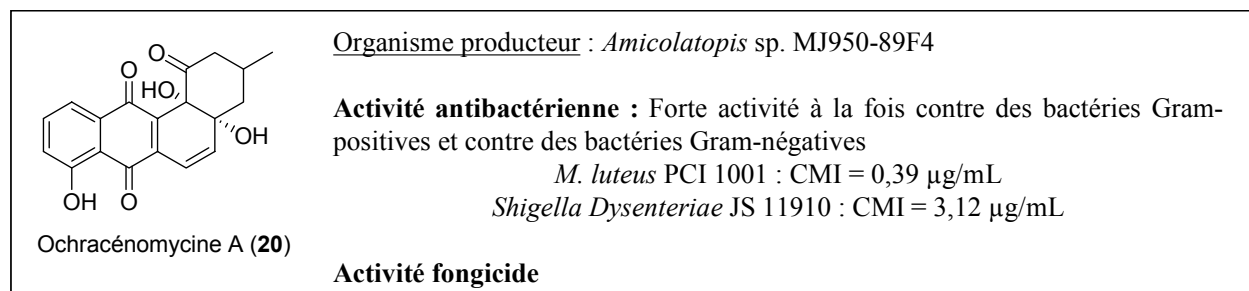 Organisme producteur : Amicolatopis sp. MJ950-89F4
Activité antibactérienne : Forte activité à la fois contre des bactéries Gram-
positives et contre des bactéries Gram-négatives
M. luteus PCI 1001 : CMI = 0,39 µg/mL
Shigella Dysenteriae JS 11910 : CMI = 3,12 µg/mL
Activité fongicide
O
O
HO
OH
OH
O
Ochracénomycine A (20)